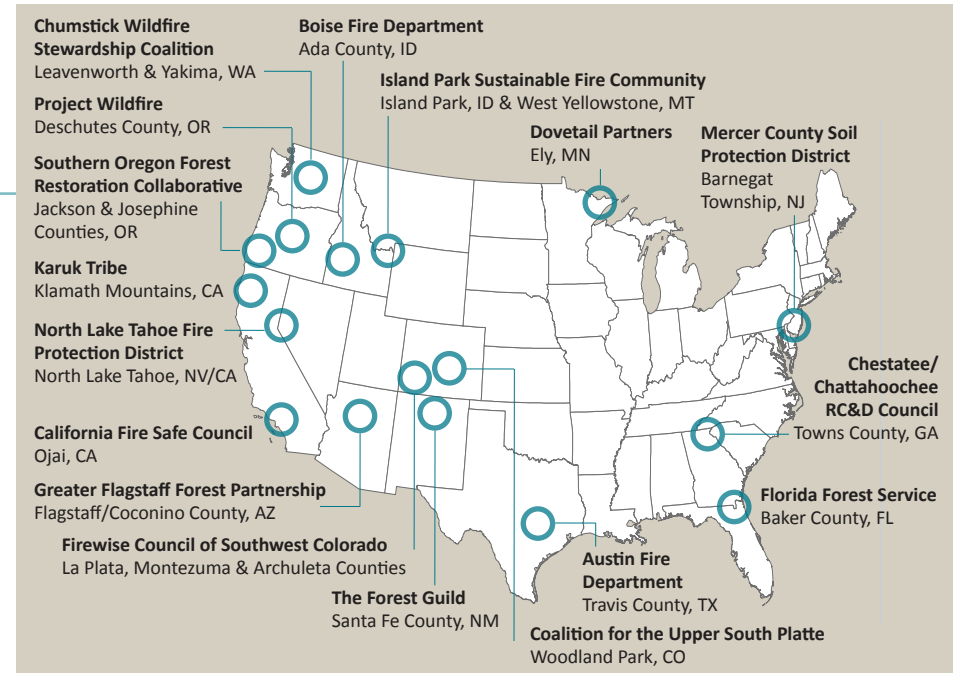 Chumstick Wildfire
Stewardship Coalition
Leavenworth & Yakima, WA
Boise Fire Department
Ada County, ID
Island Park Sustainable Fire Community
Island Park, ID & West Yellowstone, MT
Project Wildfire
Deschutes County, OR
Dovetail Partners
Ely, MN
Mercer County Soil
Protection District
Barnegat
Township, NJ
Southern Oregon Forest
Restoration Collaborative
Jackson & Josephine
Counties, OR
Karuk Tribe
Klamath Mountains, CA
North Lake Tahoe Fire
Protection District
North Lake Tahoe, NV/CA
Chestatee/
Chattahoochee
RC&D Council
Towns County, GA
California Fire Safe Council
Ojai, CA
Greater Flagstaff Forest Partnership
Flagstaff/Coconino County, AZ
Florida Forest Service
Baker County, FL
Firewise Council of Southwest Colorado
La Plata, Montezuma & Archuleta Counties
Austin Fire
Department
Travis County, TX
The Forest Guild
Santa Fe County, NM
Coalition for the Upper South Platte
Woodland Park, CO